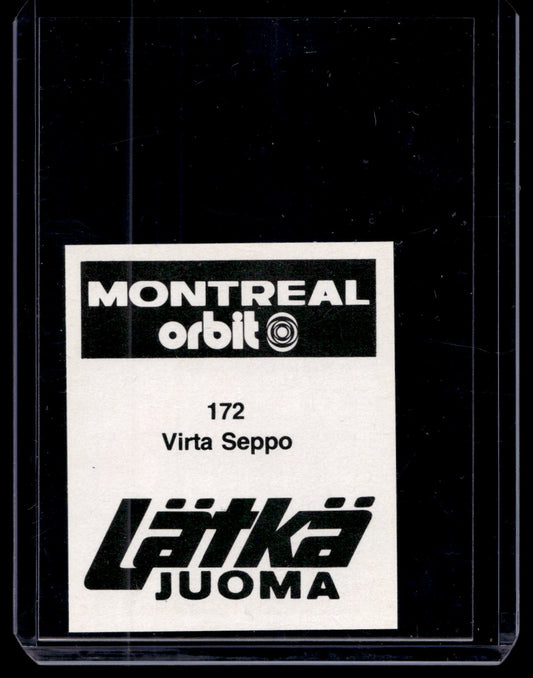 MONTREAL
orbit
172
Virta Seppo
Lätkä
JUOMA